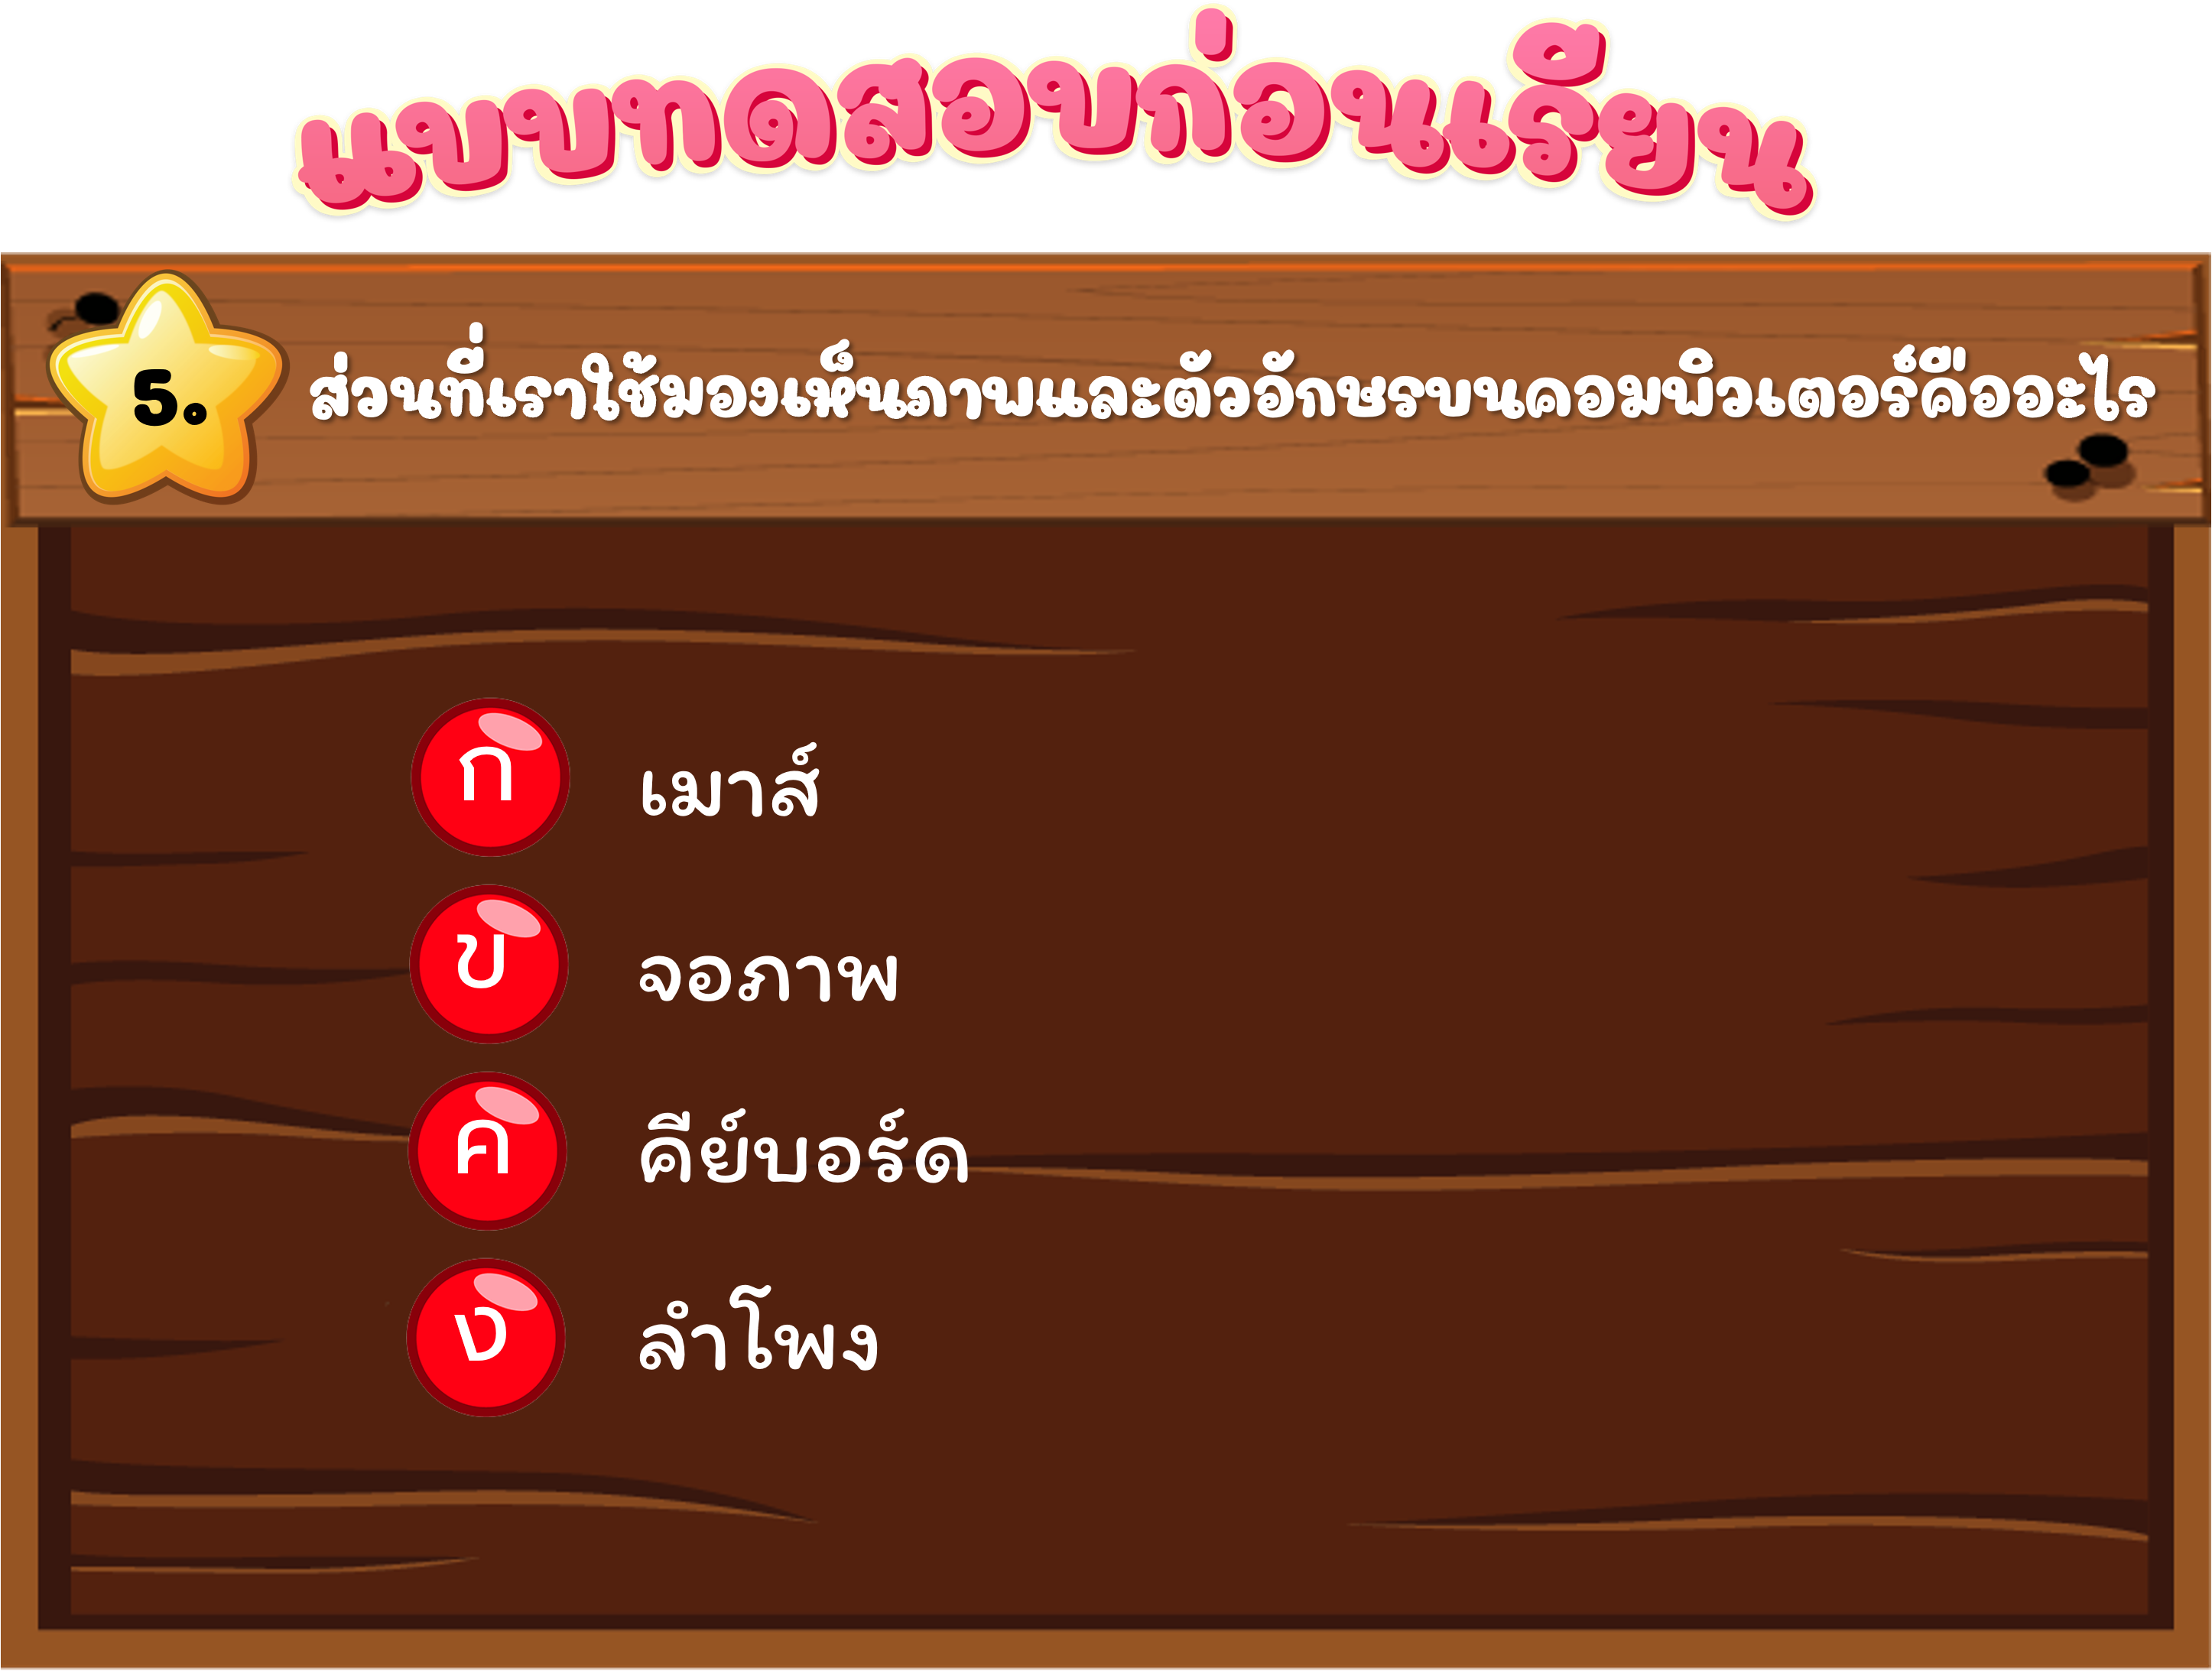 แบบทดสอบก่อนเรียน
5. ส่วนที่เราใช้มองเห็นภาพและตัวอักษรบนคอมพิวเตอร์คืออะไร
ก เมาส์
ข จอภาพ
ค คีย์บอร์ด
ง ลำโพง